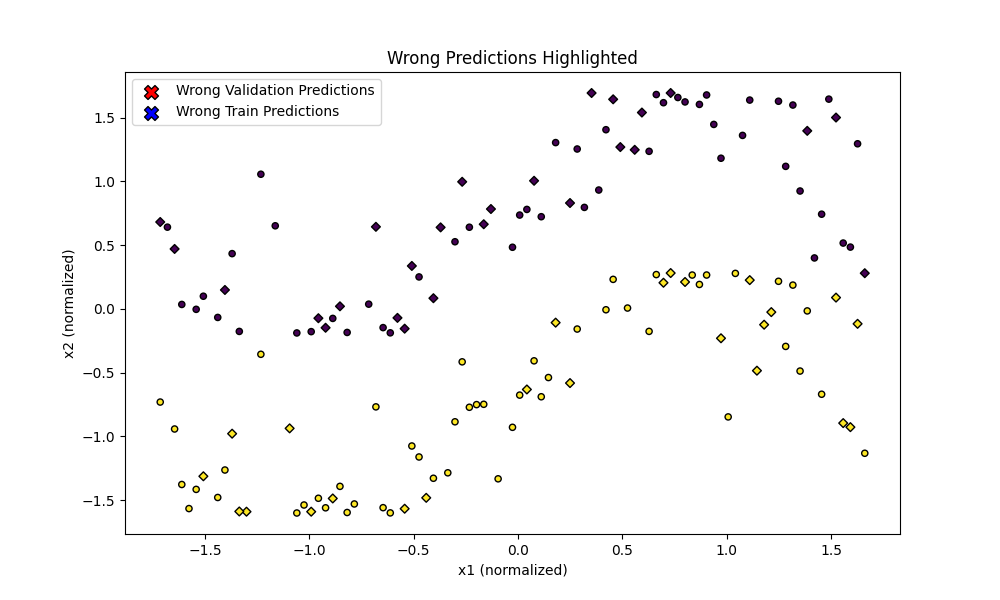 Wrong Predictions Highlighted
Wrong Validation Predictions
Wrong Train Predictions
1.5
1.0
0.5
0.0
−0.5
−1.0
−1.5
x2 (normalized)
−1.5
−1.0
−0.5
0.0
0.5
1.0
1.5
x1 (normalized)